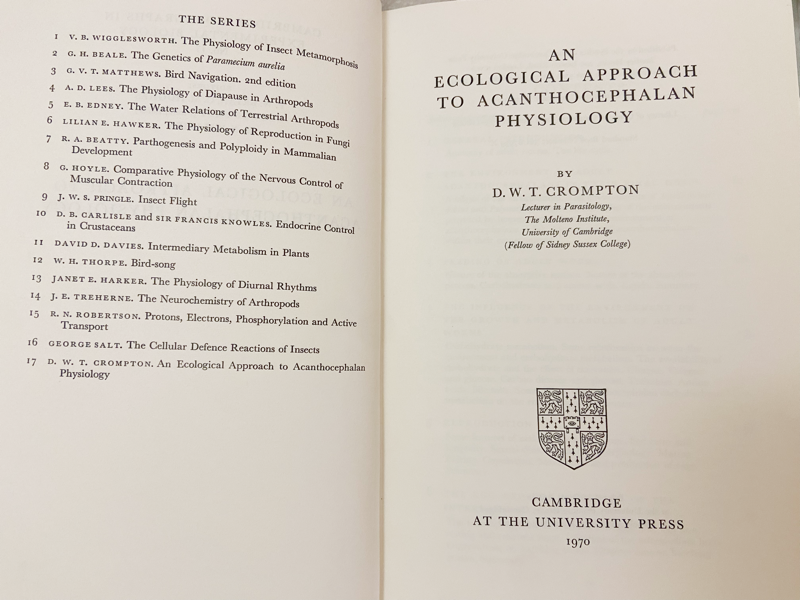 THE SERIES
1 V. B. WIGGLESWORTH. The Physiology of Insect Metamorphosis
2 G. H. BEALE. The Genetics of Paramecium aurelia
3 G. V. T. MATTHEWS. Bird Navigation. 2nd edition
4 A. D. LEES. The Physiology of Diapause in Arthropods
5 E. B. EDNEY. The Water Relations of Terrestrial Arthropods
6 LILIAN E. HAWKER. The Physiology of Reproduction in Fungi
7 R. A. BEATTY. Parthogenesis and Polyploidy in Mammalian
Development
8 G. HOYLE. Comparative Physiology of the Nervous Control of
Muscular Contraction
9 J. W. S. PRINGLE. Insect Flight
10 D. B. CARLISLE and SIR FRANCIS KNOWLES. Endocrine Control
in Crustaceans
11 DAVID D. DAVIES. Intermediary Metabolism in Plants
12 W. H. THORPE. Bird-song
13 JANET E. HARKER. The Physiology of Diurnal Rhythms
14 J. E. TREHERNE. The Neurochemistry of Arthropods
15 R. N. ROBERTSON. Protons, Electrons, Phosphorylation and Active
Transport
16 GEORGE SALT. The Cellular Defence Reactions of Insects
17 D. W. T. CROMPTON. An Ecological Approach to Acanthocephalan
Physiology
AN
ECOLOGICAL APPROACH
TO ACANTHOCEPHALAN
PHYSIOLOGY
BY
D. W. T. CROMPTON
Lecturer in Parasitology,
The Molteno Institute,
University of Cambridge
(Fellow of Sidney Sussex College)
CAMBRIDGE
AT THE UNIVERSITY PRESS
1970